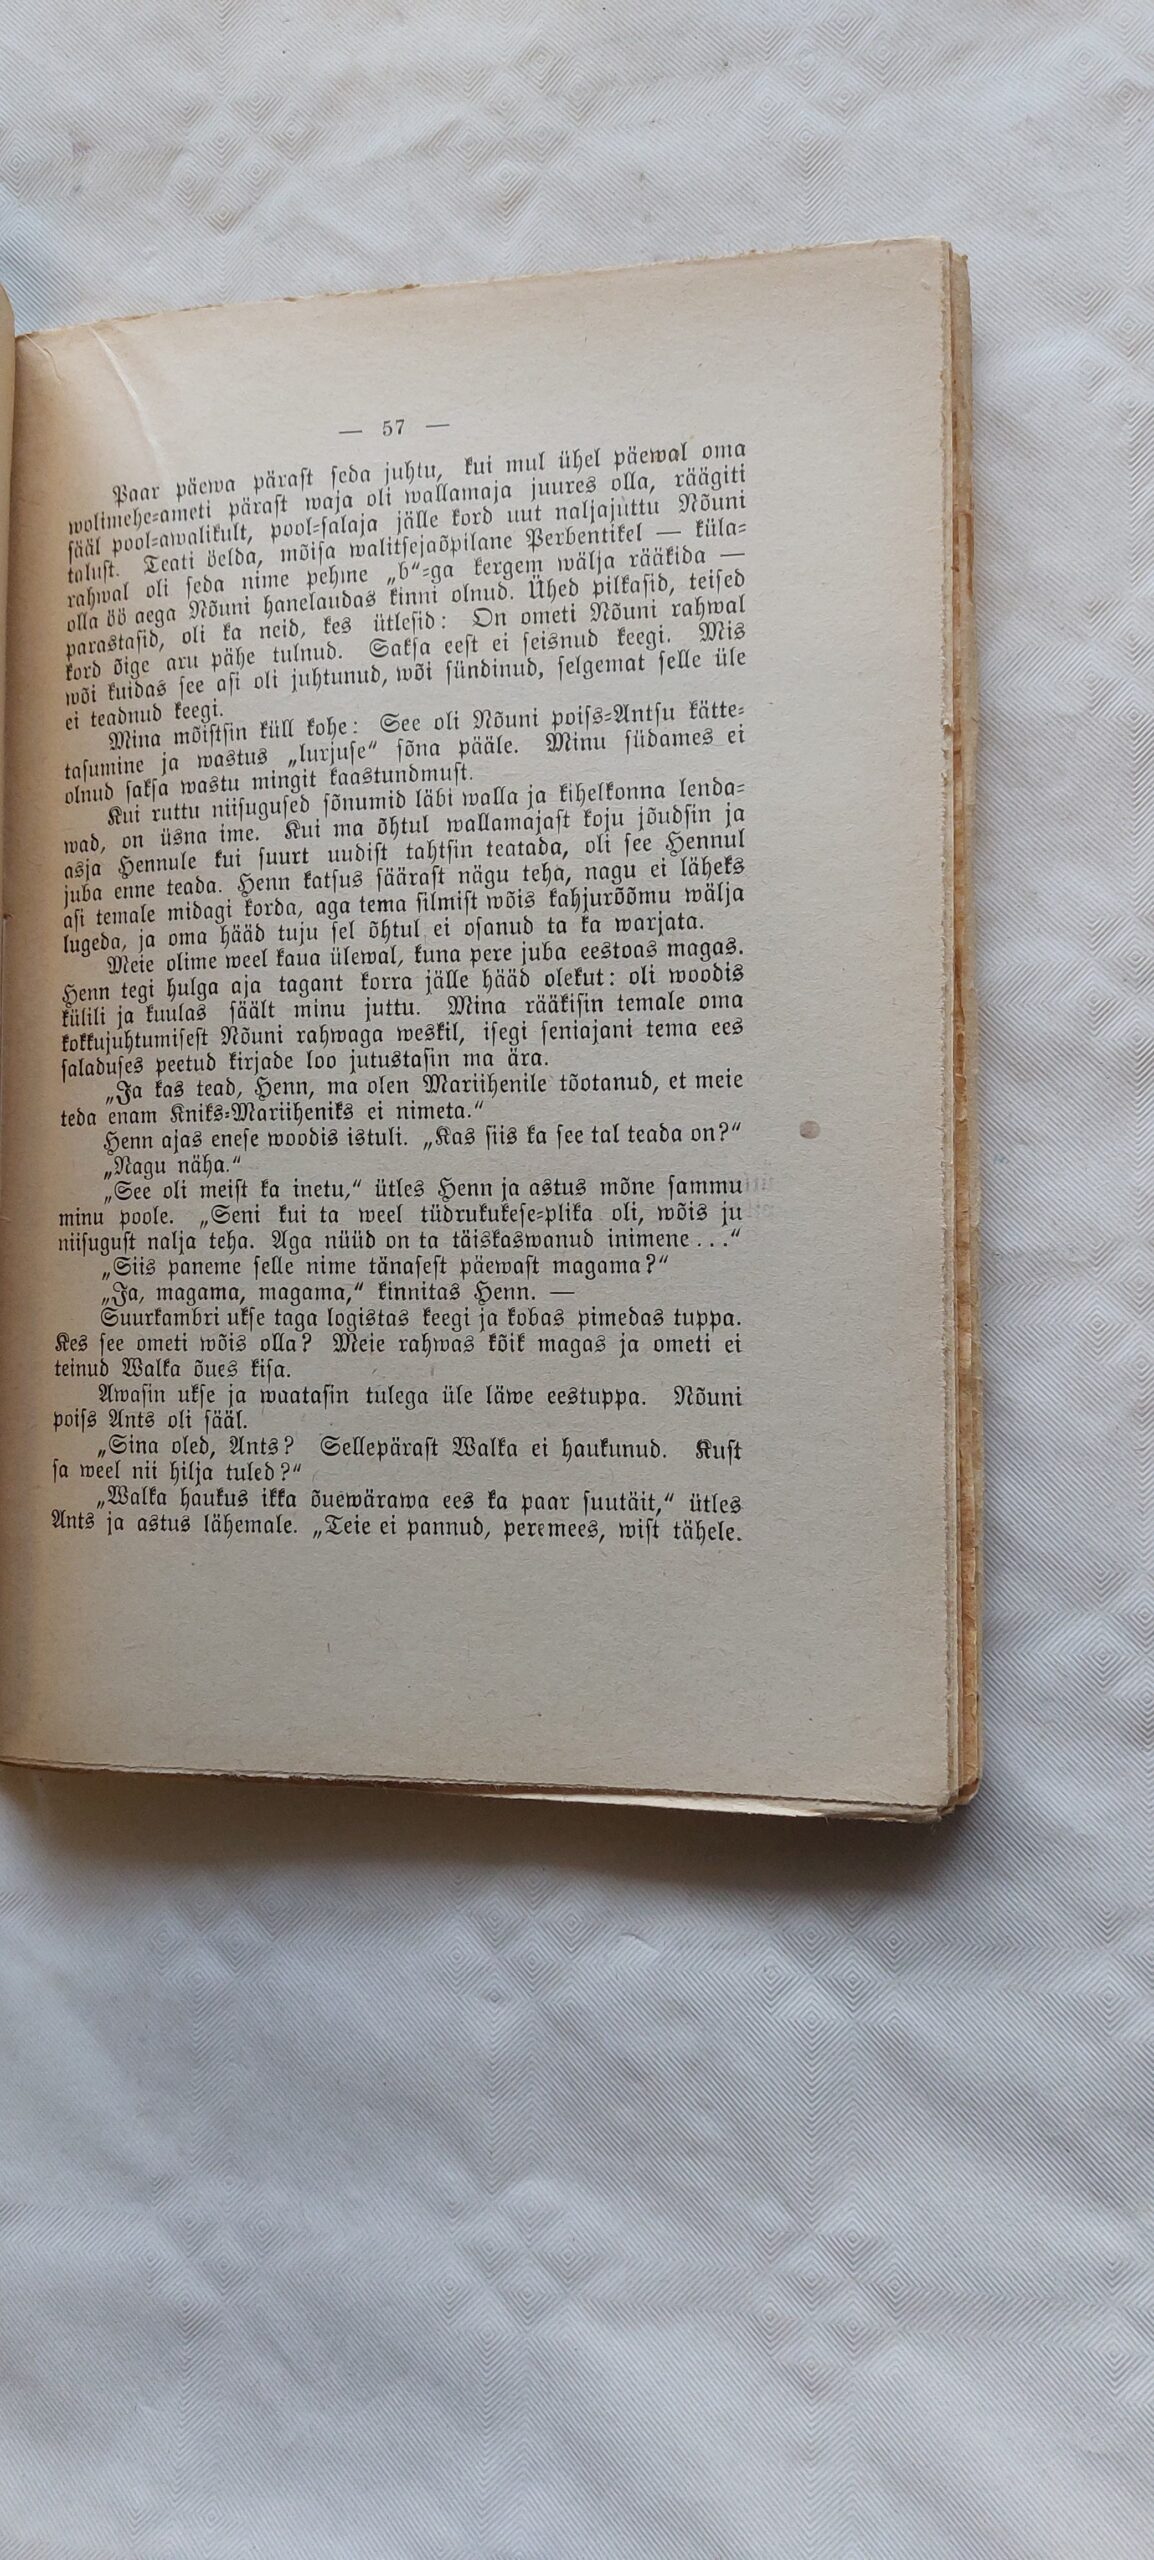 — 57 —
Paar päewa pärast seda juhtu, kui mul ühel päewal oma
wolimehe-ameti pärast waja oli wallamaja juures olla, räägiti
sääl pool-awalikult, pool-salaja jälle kord uut naljajuttu Nõuni
talust. Teati öelda, mõisa walitsejaõpilane Perbentikel — küla-
rahwal oli seda nime pehme „b“-ga kergem wälja rääkida —
olla öö aega Nõuni hanelaudas kinni olnud. Ühed pilkasid, teised
parastasid, oli ka neid, kes ütlesid: On ometi Nõuni rahwal
kord õige aru pähe tulnud. Saksa eest ei seisnud keegi. Mis
wõi kuidas see asi oli juhtunud, wõi sündinud, selgemat selle üle
ei teadnud keegi.
Mina mõistsin küll kohe: See oli Nõuni poiss-Antsu kätte-
tasumine ja wastus „lurjuse“ sõna pääle. Minu südames ei
olnud saksa wastu mingit kaastundmust.
Kui ruttu niisugused sõnumid läbi walla ja kihelkonna lenda-
wad, on üsna ime. Kui ma õhtul wallamajast koju jõudsin ja
asja Hennule kui suurt uudist tahtsin teatada, oli see Hennul
juba enne teada. Henn katsus säärast nägu teha, nagu ei läheks
asi temale midagi korda, aga tema silmist wõis kahjurõõmu wälja
lugeda, ja oma hääd tuju sel õhtul ei osanud ta ka warjata.
Meie olime weel kaua ülewal, kuna pere juba eestoas magas.
Henn tegi hulga aja tagant korra jälle hääd olekut: oli woodis
külili ja kuulas säält minu juttu. Mina rääkisin temale oma
kokkujuhtumisest Nõuni rahwaga weskil, isegi seniajani tema ees
saladuses peetud kirjade loo jutustasin ma ära.
„Ja kas tead, Henn, ma olen Mariihenile tõotanud, et meie
teda enam Kniks-Mariiheniks ei nimeta.“
Henn ajas enese woodis istuli. „Kas siis ka see tal teada on?“
„Nagu näha.“
„See oli meist ka inetu,“ ütles Henn ja astus mõne sammu
minu poole. „Seni kui ta weel tüdrukukese-plika oli, wõis ju
niisugust nalja teha. Aga nüüd on ta täiskaswanud inimene . . .“
„Siis paneme selle nime tänasest päewast magama?“
„Ja, magama, magama,“ kinnitas Henn. —
Suurkambri ukse taga logistas keegi ja kobas pimedas tuppa.
Kes see ometi wõis olla? Meie rahwas kõik magas ja ometi ei
teinud Walka õues kisa.
Awasin ukse ja waatasin tulega üle läwe eestuppa. Nõuni
poiss Ants oli sääl.
„Sina oled, Ants? Sellepärast Walka ei haukunud. Kust
sa weel nii hilja tuled?“
„Walka haukus ikka õuewärawa ees ka paar suutäit,“ ütles
Ants ja astus lähemale. „Teie ei pannud, peremees, wist tähele.